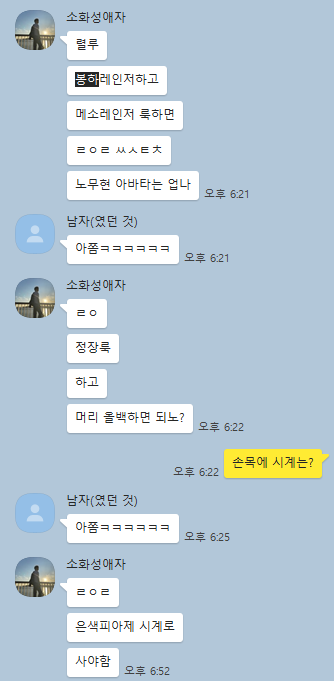 소화성애자
렬루
붕하레인저하고
메소레인저 룩하면
ㄹㅇㄹ ㅆㅅㅌㅊ
노무현 아바타는 업나
오후 6:21
남자(였던 것)
아쫌ㅋㅋㅋㅋㅋㅋ
오후 6:21
소화성애자
ㄹㅇ
정장룩
하고
머리 올백하면 되노?
오후 6:22
손목에 시계는?
오후 6:22
남자(였던 것)
아쫌ㅋㅋㅋㅋㅋㅋ
오후 6:25
소화성애자
ㄹㅇㄹ
은색피아제 시계로
사야함
오후 6:52